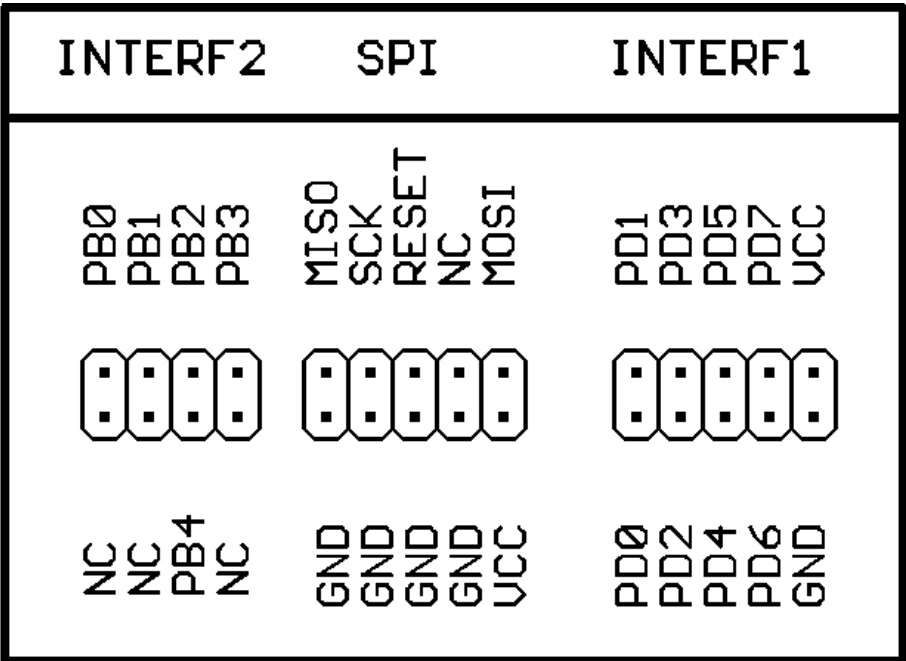 INTERF2 SPI INTERF1
PB0 PB1 PB2 PB3 MISO SCK RESET NC MOSI PD1 PD3 PD5 PD7 VCC
NC NC PB4 NC GND GND GND GND VCC PD0 PD2 PD4 PD6 GND